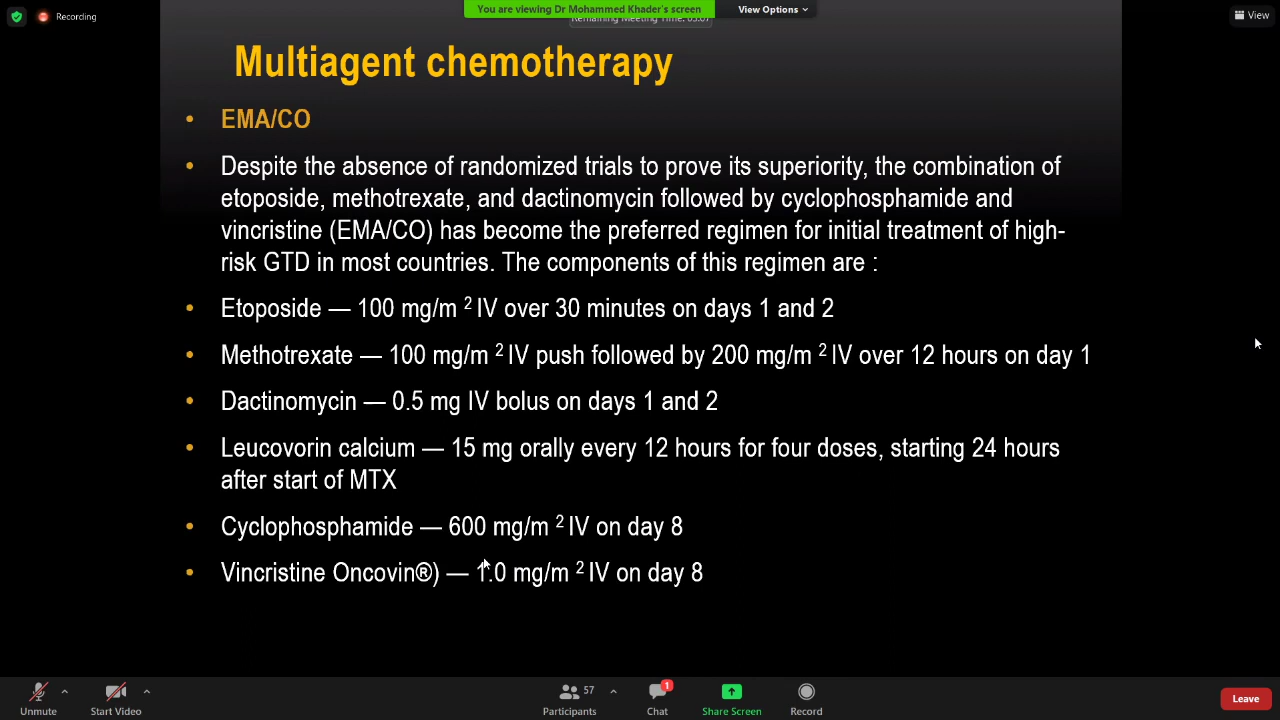 Recording
You are viewing Dr Mohammed Khader's screen
View Options
View
Multiagent chemotherapy
• EMA/CO
• Despite the absence of randomized trials to prove its superiority, the combination of
etoposide, methotrexate, and dactinomycin followed by cyclophosphamide and
vincristine (EMA/CO) has become the preferred regimen for initial treatment of high-
risk GTD in most countries. The components of this regimen are :
• Etoposide — 100 mg/m 2 IV over 30 minutes on days 1 and 2
• Methotrexate — 100 mg/m 2 IV push followed by 200 mg/m 2 IV over 12 hours on day 1
• Dactinomycin — 0.5 mg IV bolus on days 1 and 2
• Leucovorin calcium — 15 mg orally every 12 hours for four doses, starting 24 hours
after start of MTX
• Cyclophosphamide — 600 mg/m 2 IV on day 8
• Vincristine Oncovin®) — 1.0 mg/m 2 IV on day 8
Unmute
Start Video
57
Participants
1
Chat
Share Screen
Record
Leave